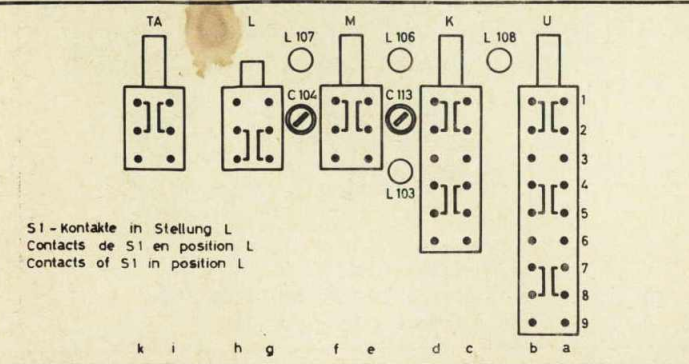 TA L M K U
L 107 L 106 L 108
C 104 C 113
1
2
3
L 103
4
5
6
7
8
9
S1 - Kontakte in Stellung L
Contacts de S1 en position L
Contacts of S1 in position L
k i h g f e d c b a